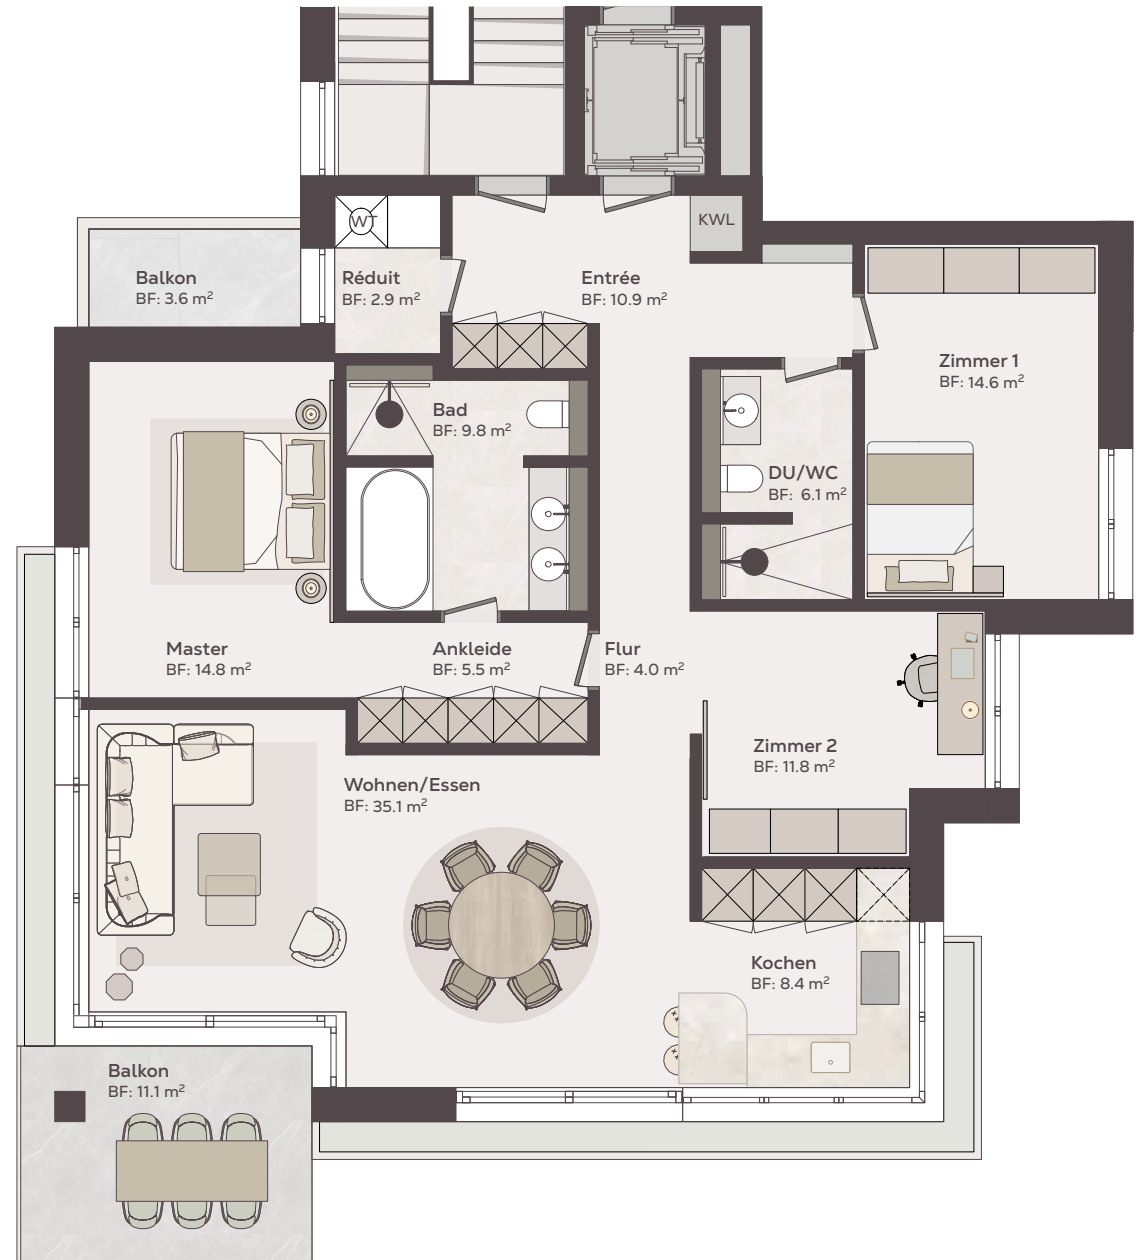 WT
KWL
Balkon
BF: 3.6 m²
Réduit
BF: 2.9 m²
Entrée
BF: 10.9 m²
Zimmer 1
BF: 14.6 m²
Bad
BF: 9.8 m²
DU/WC
BF: 6.1 m²
Master
BF: 14.8 m²
Ankleide
BF: 5.5 m²
Flur
BF: 4.0 m²
Zimmer 2
BF: 11.8 m²
Wohnen/Essen
BF: 35.1 m²
Kochen
BF: 8.4 m²
Balkon
BF: 11.1 m²